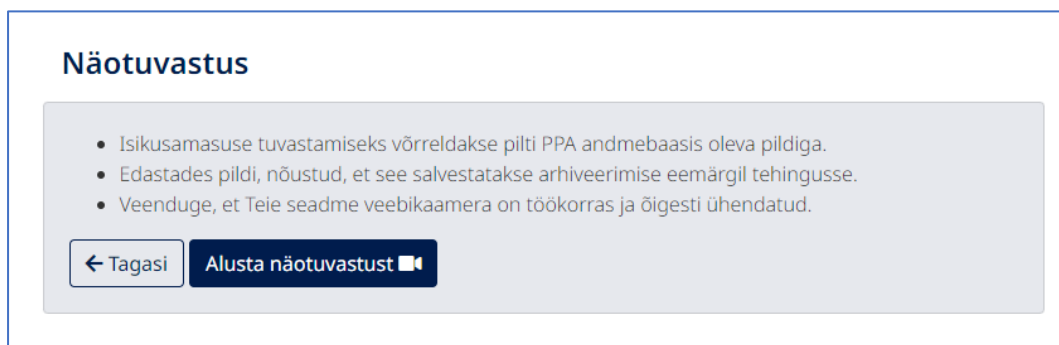 Näotuvastus
Isikusamasuse tuvastamiseks võrreldakse pilti PPA andmebaasis oleva pildiga.
Edastades pildi, nõustud, et see salvestatakse arhiveerimise eemärgil tehingusse.
Veenduge, et Teie seadme veebikaamera on töökorras ja õigesti ühendatud.
Tagasi Alusta näotuvastust